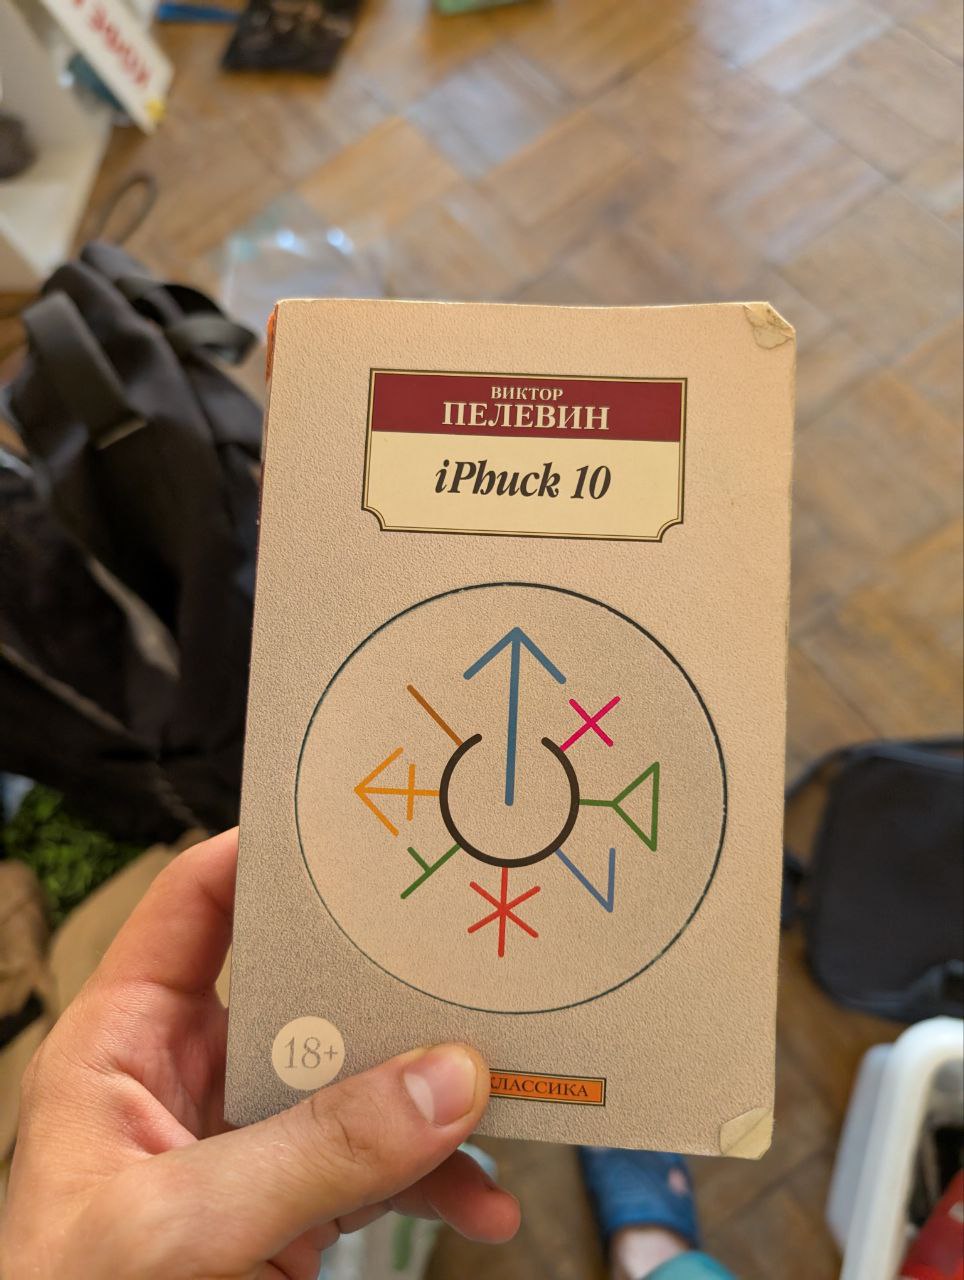 ВИКТОР
ПЕЛЕВИН
iPhuck 10
18+
КЛАССИКА